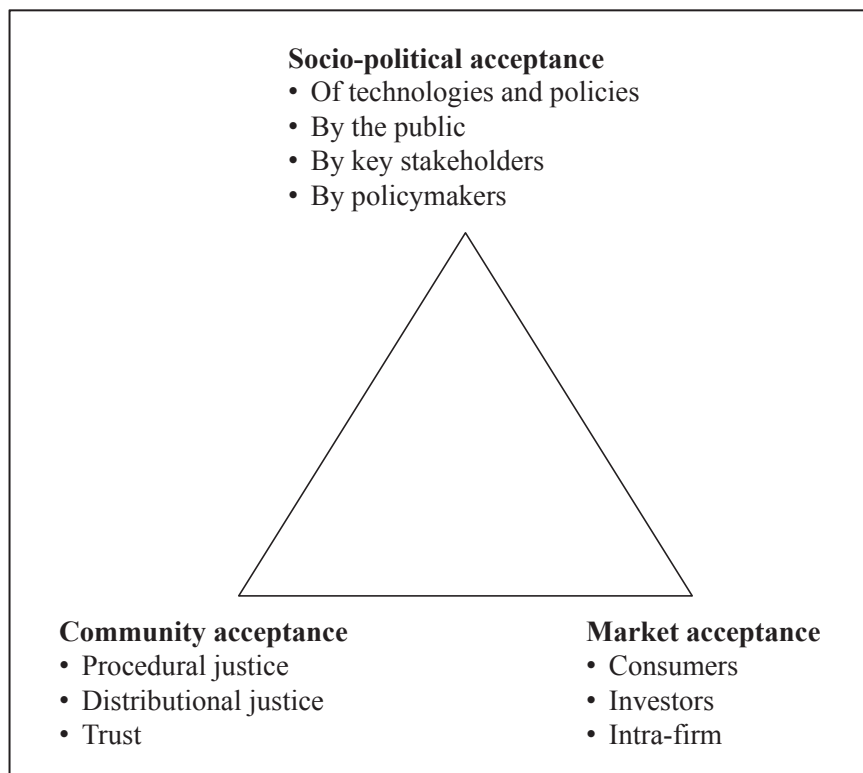 Socio-political acceptance
• Of technologies and policies
• By the public
• By key stakeholders
• By policymakers
Community acceptance
• Procedural justice
• Distributional justice
• Trust
Market acceptance
• Consumers
• Investors
• Intra-firm